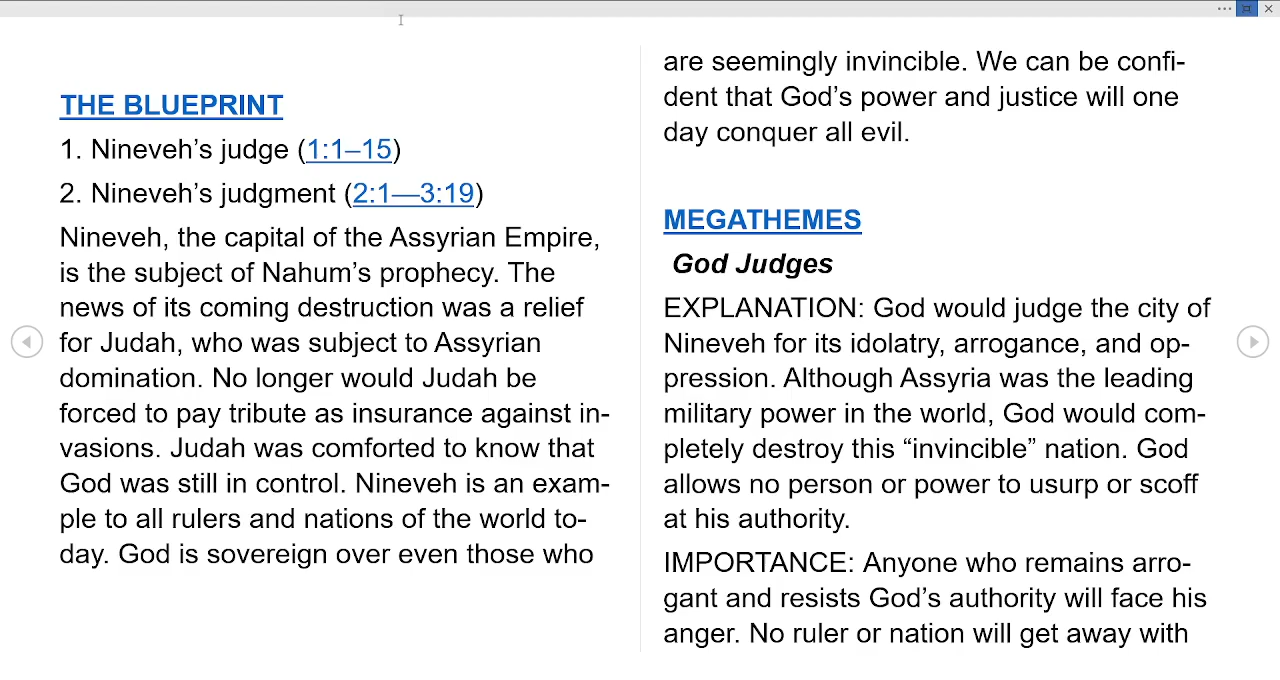 THE BLUEPRINT
1. Nineveh’s judge (1:1–15)
2. Nineveh’s judgment (2:1—3:19)
Nineveh, the capital of the Assyrian Empire,
is the subject of Nahum’s prophecy. The
news of its coming destruction was a relief
for Judah, who was subject to Assyrian
domination. No longer would Judah be
forced to pay tribute as insurance against in-
vasions. Judah was comforted to know that
God was still in control. Nineveh is an exam-
ple to all rulers and nations of the world to-
day. God is sovereign over even those who
are seemingly invincible. We can be confi-
dent that God’s power and justice will one
day conquer all evil.
MEGATHEMES
God Judges
EXPLANATION: God would judge the city of
Nineveh for its idolatry, arrogance, and op-
pression. Although Assyria was the leading
military power in the world, God would com-
pletely destroy this “invincible” nation. God
allows no person or power to usurp or scoff
at his authority.
IMPORTANCE: Anyone who remains arro-
gant and resists God’s authority will face his
anger. No ruler or nation will get away with